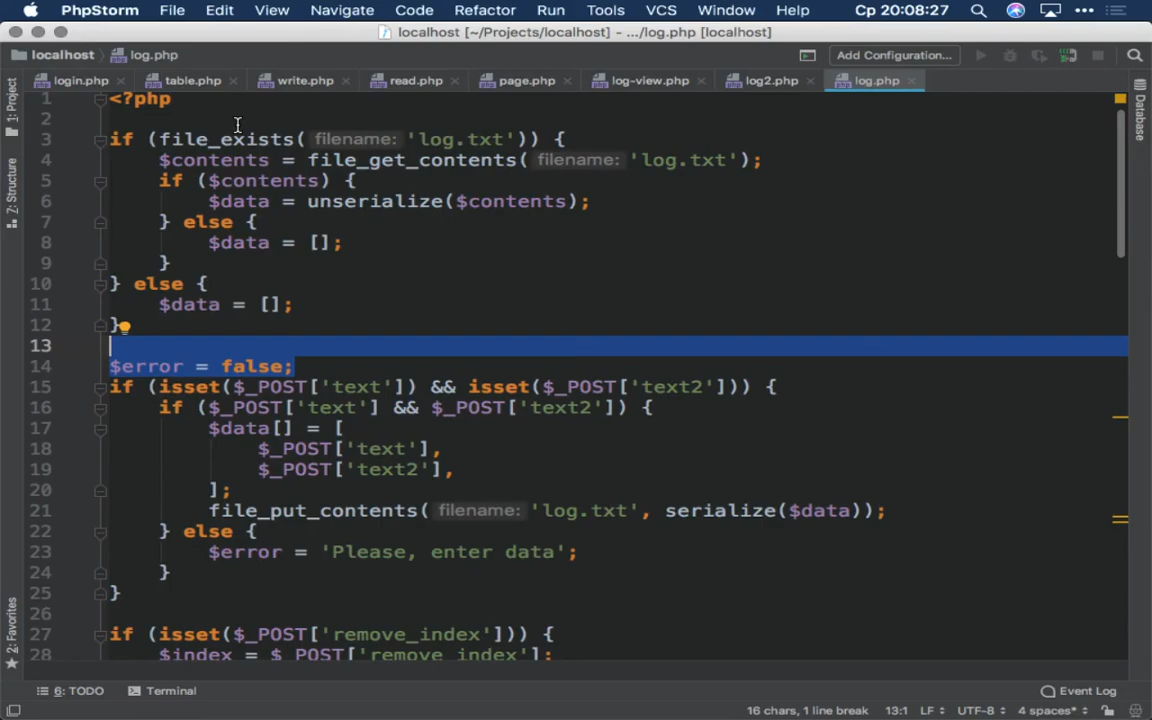 PhpStorm File Edit View Navigate Code Refactor Run Tools VCS Window Help Ср 20:08:27
localhost [~/Projects/localhost] - .../log.php [localhost]
localhost log.php Add Configuration...
login.php table.php write.php read.php page.php log-view.php log2.php log.php
1: Project
7: Structure
2: Favorites
Database
1 <?php
2
3 if (file_exists( filename: 'log.txt')) {
4 $contents = file_get_contents( filename: 'log.txt');
5 if ($contents) {
6 $data = unserialize($contents);
7 } else {
8 $data = [];
9 }
10 } else {
11 $data = [];
12 }
13
14 $error = false;
15 if (isset($_POST['text']) && isset($_POST['text2'])) {
16 if ($_POST['text'] && $_POST['text2']) {
17 $data[] = [
18 $_POST['text'],
19 $_POST['text2'],
20 ];
21 file_put_contents( filename: 'log.txt', serialize($data));
22 } else {
23 $error = 'Please, enter data';
24 }
25 }
26
27 if (isset($_POST['remove_index'])) {
28 $index = $_POST['remove_index'];
6: TODO Terminal Event Log
16 chars, 1 line break 13:1 LF UTF-8 4 spaces*